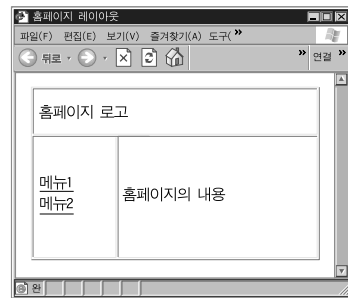 홈페이지 레이아웃
파일(F) 편집(E) 보기(V) 즐겨찾기(A) 도구( »
뒤로 » 연결 »
홈페이지 로고
메뉴1
메뉴2
홈페이지의 내용
완